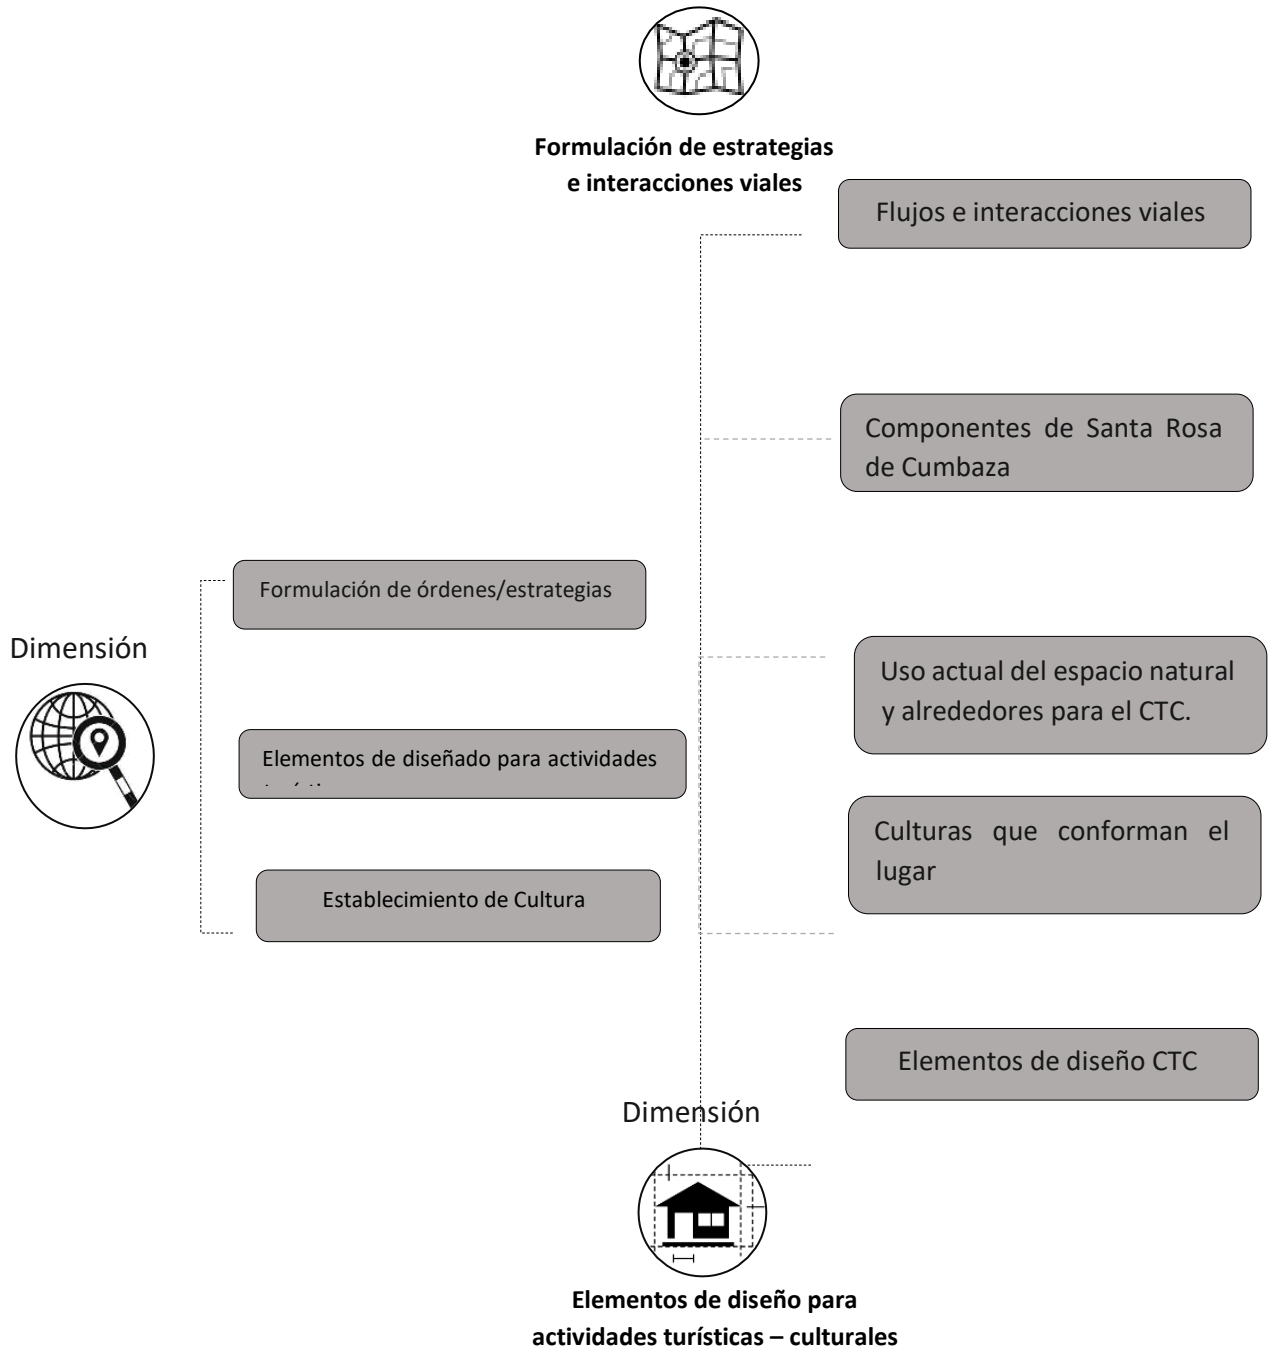 Formulación de estrategias
e interacciones viales
Flujos e interacciones viales
Componentes de Santa Rosa
de Cumbaza
Formulación de órdenes/estrategias
Dimensión
Uso actual del espacio natural
y alrededores para el CTC.
Elementos de diseñado para actividades
Culturas que conforman el
lugar
Establecimiento de Cultura
Elementos de diseño CTC
Dimensión
Elementos de diseño para
actividades turísticas – culturales